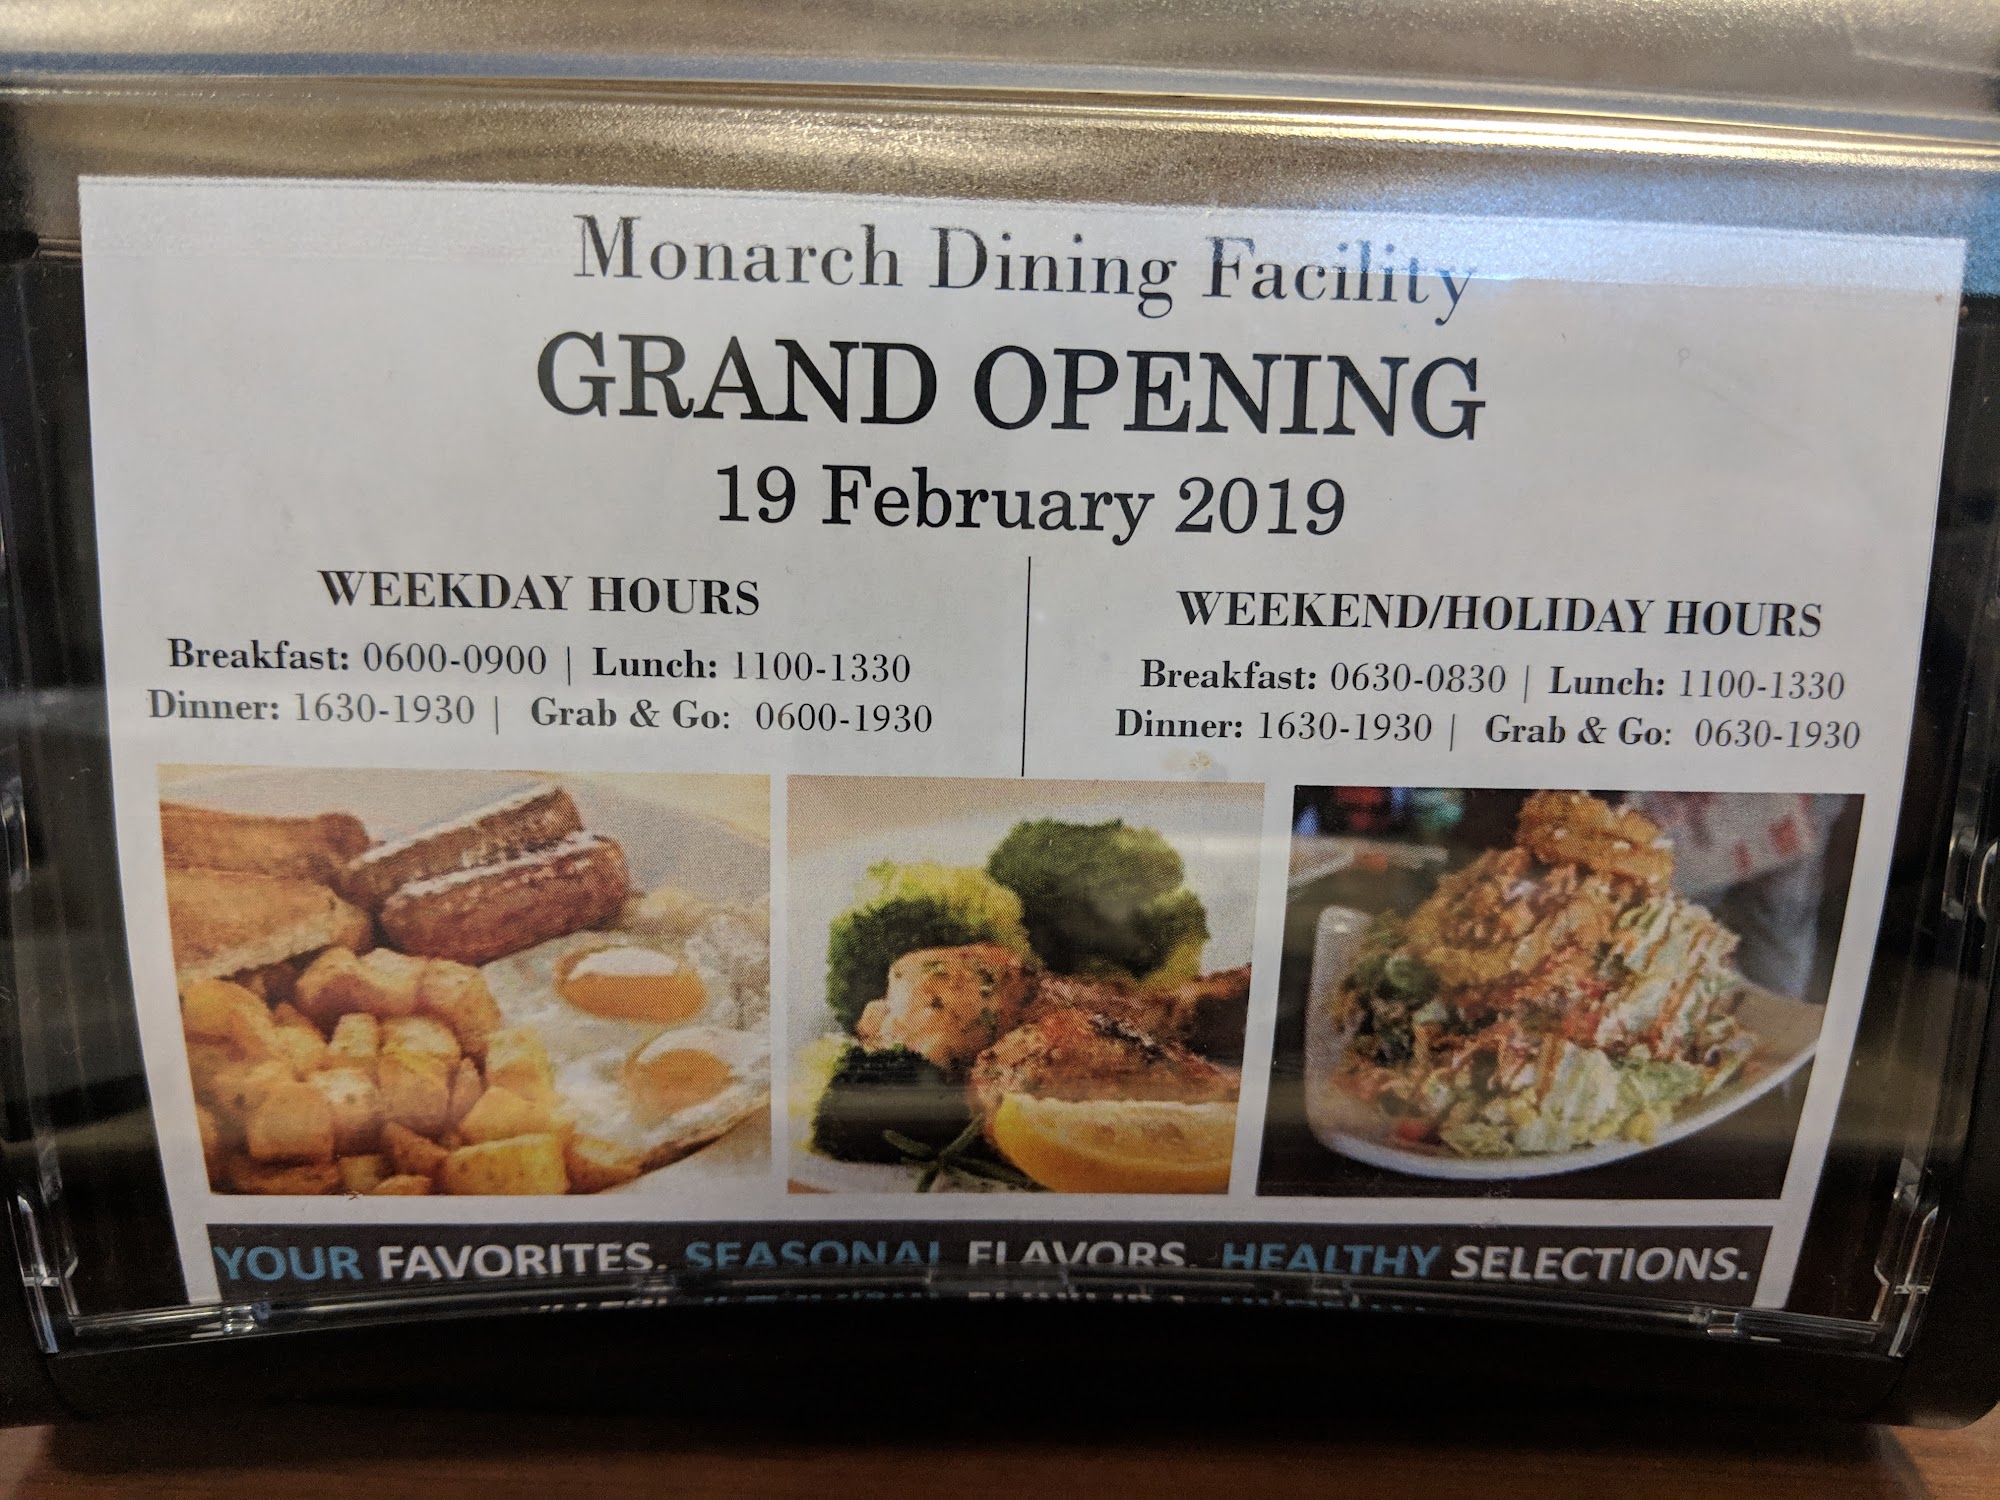 Monarch Dining Facility
GRAND OPENING
19 February 2019
WEEKDAY HOURS
Breakfast: 0600-0900 | Lunch: 1100-1330
Dinner: 1630-1930 | Grab & Go: 0600-1930
WEEKEND/HOLIDAY HOURS
Breakfast: 0630-0830 | Lunch: 1100-1330
Dinner: 1630-1930 | Grab & Go: 0630-1930
YOUR FAVORITES. SEASONAL FLAVORS. HEALTHY SELECTIONS.